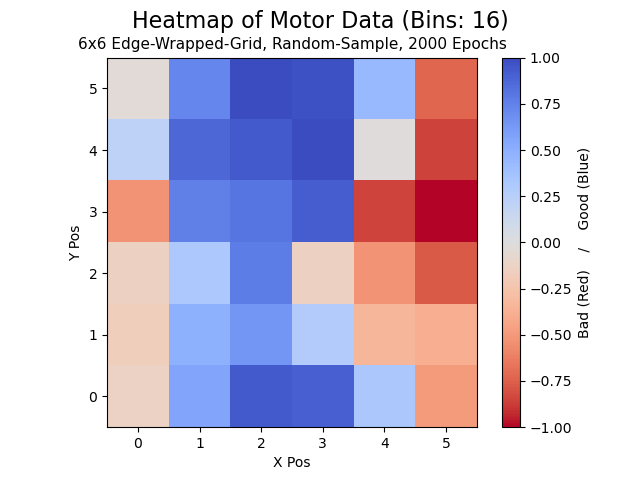 Heatmap of Motor Data (Bins: 16)
6x6 Edge-Wrapped-Grid, Random-Sample, 2000 Epochs
5
4
3
2
1
0
Y Pos
0 1 2 3 4 5
X Pos
1.00
0.75
0.50
0.25
0.00
−0.25
−0.50
−0.75
−1.00
Bad (Red) / Good (Blue)